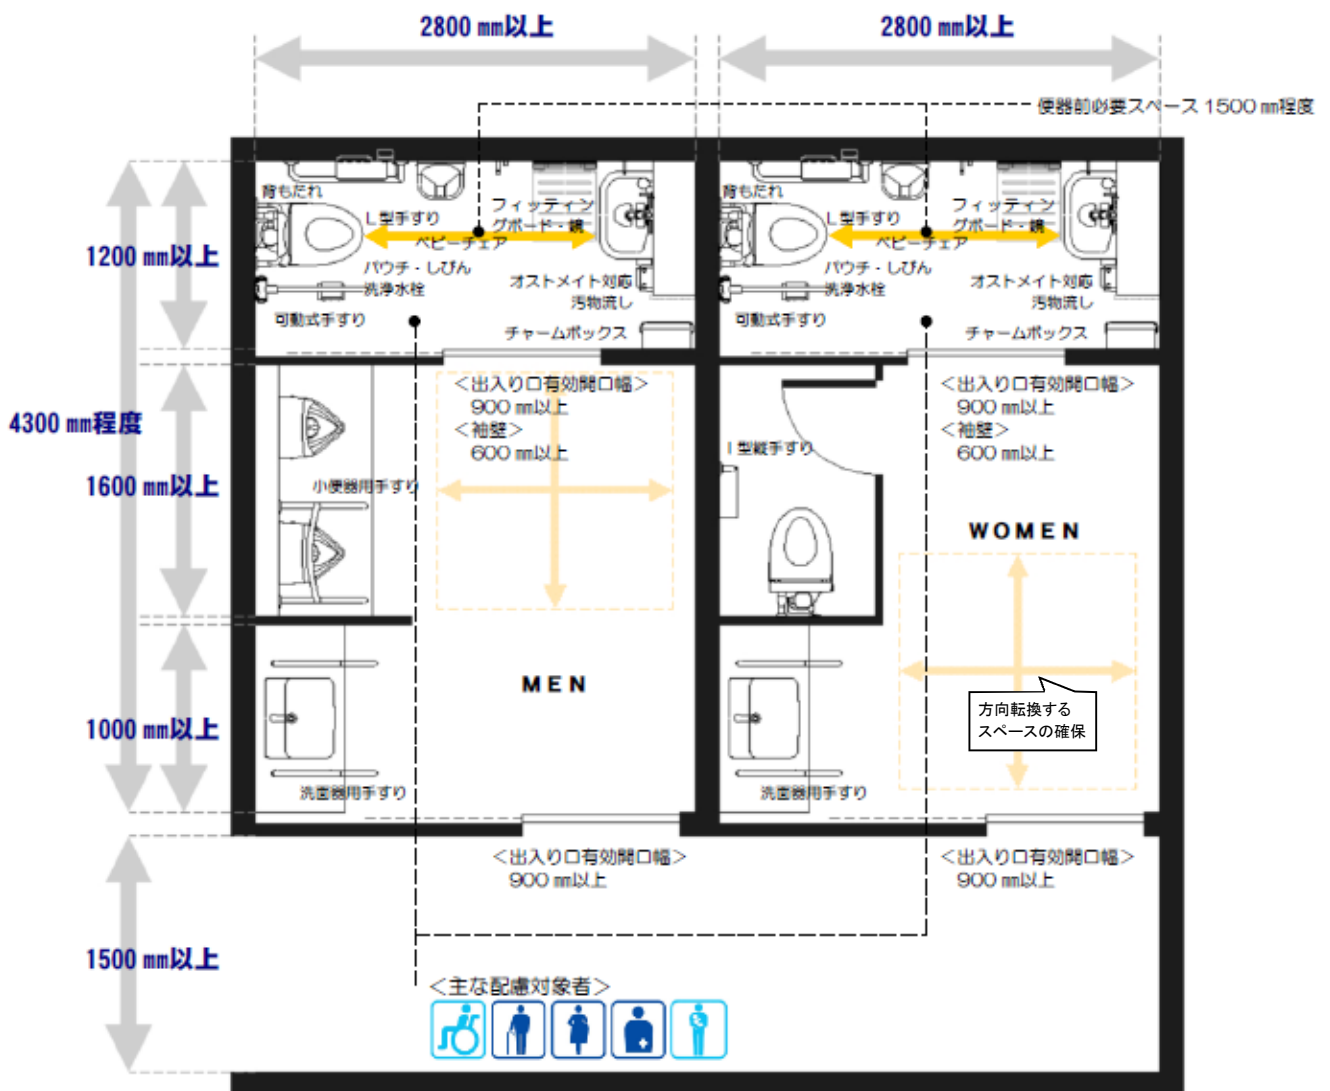 2800 ㎜以上
2800 ㎜以上
便器前必要スペース 1500 ㎜程度
背もたれ
L型手すり
フィッティン
グボード・鏡
ベビーチェア
パウチ・しびん
洗浄水栓
オストメイト対応
汚物流し
可動式手すり
チャームボックス
背もたれ
L型手すり
フィッティン
グボード・鏡
ベビーチェア
パウチ・しびん
洗浄水栓
オストメイト対応
汚物流し
可動式手すり
チャームボックス
1200 ㎜以上
4300 ㎜程度
1600 ㎜以上
1000 ㎜以上
1500 ㎜以上
<出入り口有効開口幅>
900 ㎜以上
<袖壁>
600 ㎜以上
小便器用手すり
MEN
洗面器用手すり
<出入り口有効開口幅>
900 ㎜以上
<出入り口有効開口幅>
900 ㎜以上
<袖壁>
600 ㎜以上
I型縦手すり
WOMEN
方向転換する
スペースの確保
洗面器用手すり
<出入り口有効開口幅>
900 ㎜以上
<主な配慮対象者>